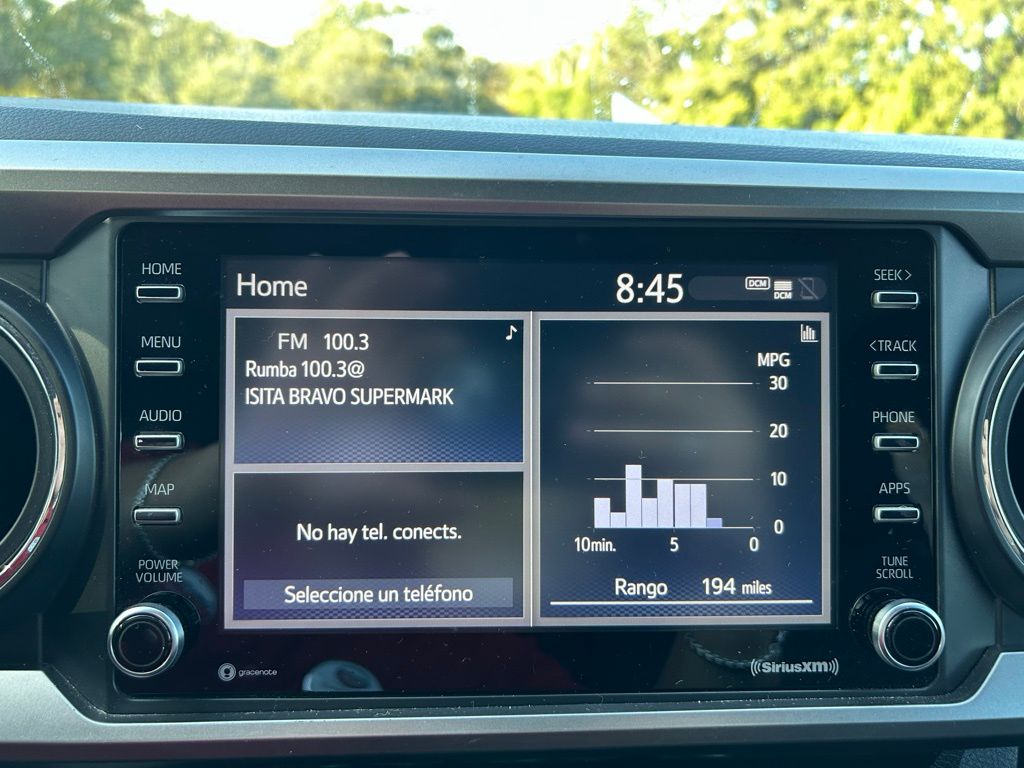 HOME
MENU
AUDIO
MAP
POWER
VOLUME
Home
8:45
DCM
DCM
FM 100.3
Rumba 100.3@
ISITA BRAVO SUPERMARK
No hay tel. conects.
Seleccione un teléfono
MPG
30
20
10
0
10min. 5 0
Rango 194 miles
SEEK>
<TRACK
PHONE
APPS
TUNE
SCROLL
gracenote
SiriusXM